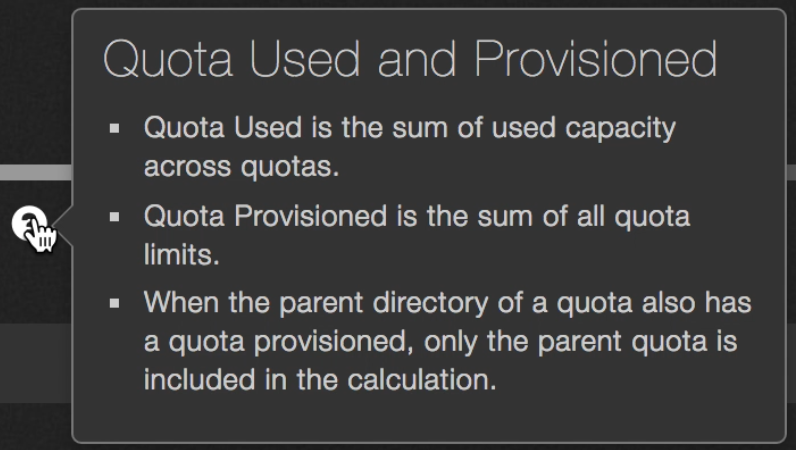 Quota Used and Provisioned
▪ Quota Used is the sum of used capacity
across quotas.
▪ Quota Provisioned is the sum of all quota
limits.
▪ When the parent directory of a quota also has
a quota provisioned, only the parent quota is
included in the calculation.